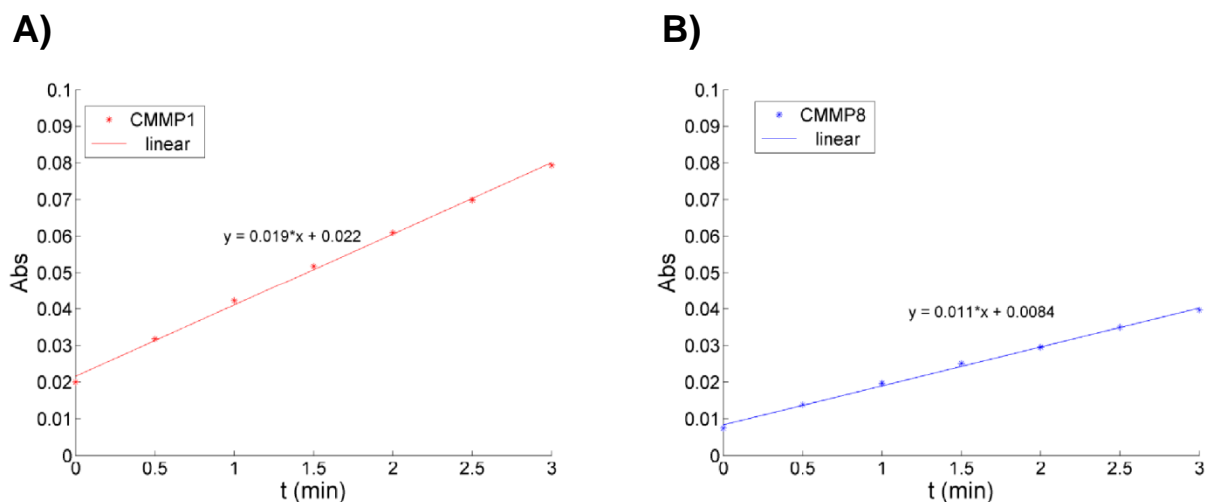 A)
0.1
0.09
0.08
0.07
0.06
0.05
0.04
0.03
0.02
0.01
0
Abs
CMMP1
linear
y = 0.019*x + 0.022
0 0.5 1 1.5 2 2.5 3
t (min)
B)
0.1
0.09
0.08
0.07
0.06
0.05
0.04
0.03
0.02
0.01
0
Abs
CMMP8
linear
y = 0.011*x + 0.0084
0 0.5 1 1.5 2 2.5 3
t (min)